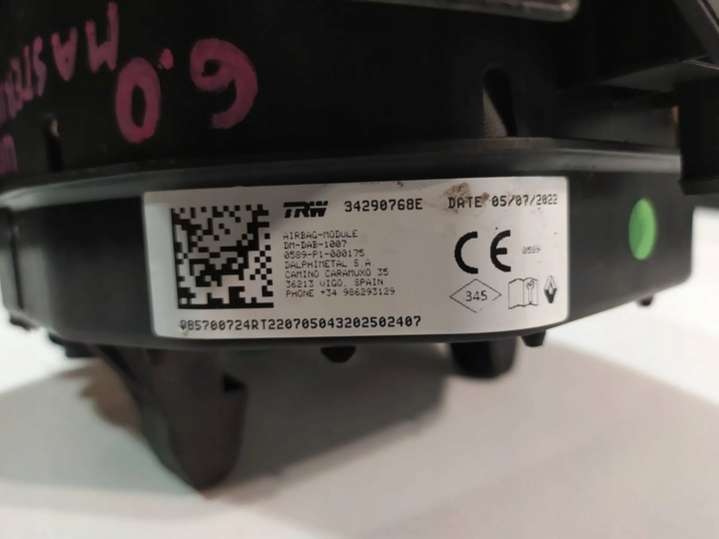 6.0
MASTER
TRW 34290768E DATE 05/07/2022
AIRBAG-MODULE
DM-DAB-1007
0589-P1-000175
DALPHIMETAL S.A
CAMINO CARAMUXO 35
36213 VIGO, SPAIN
PHONE +34 986293129
CE 0589
345
985700724RT220705043202502407